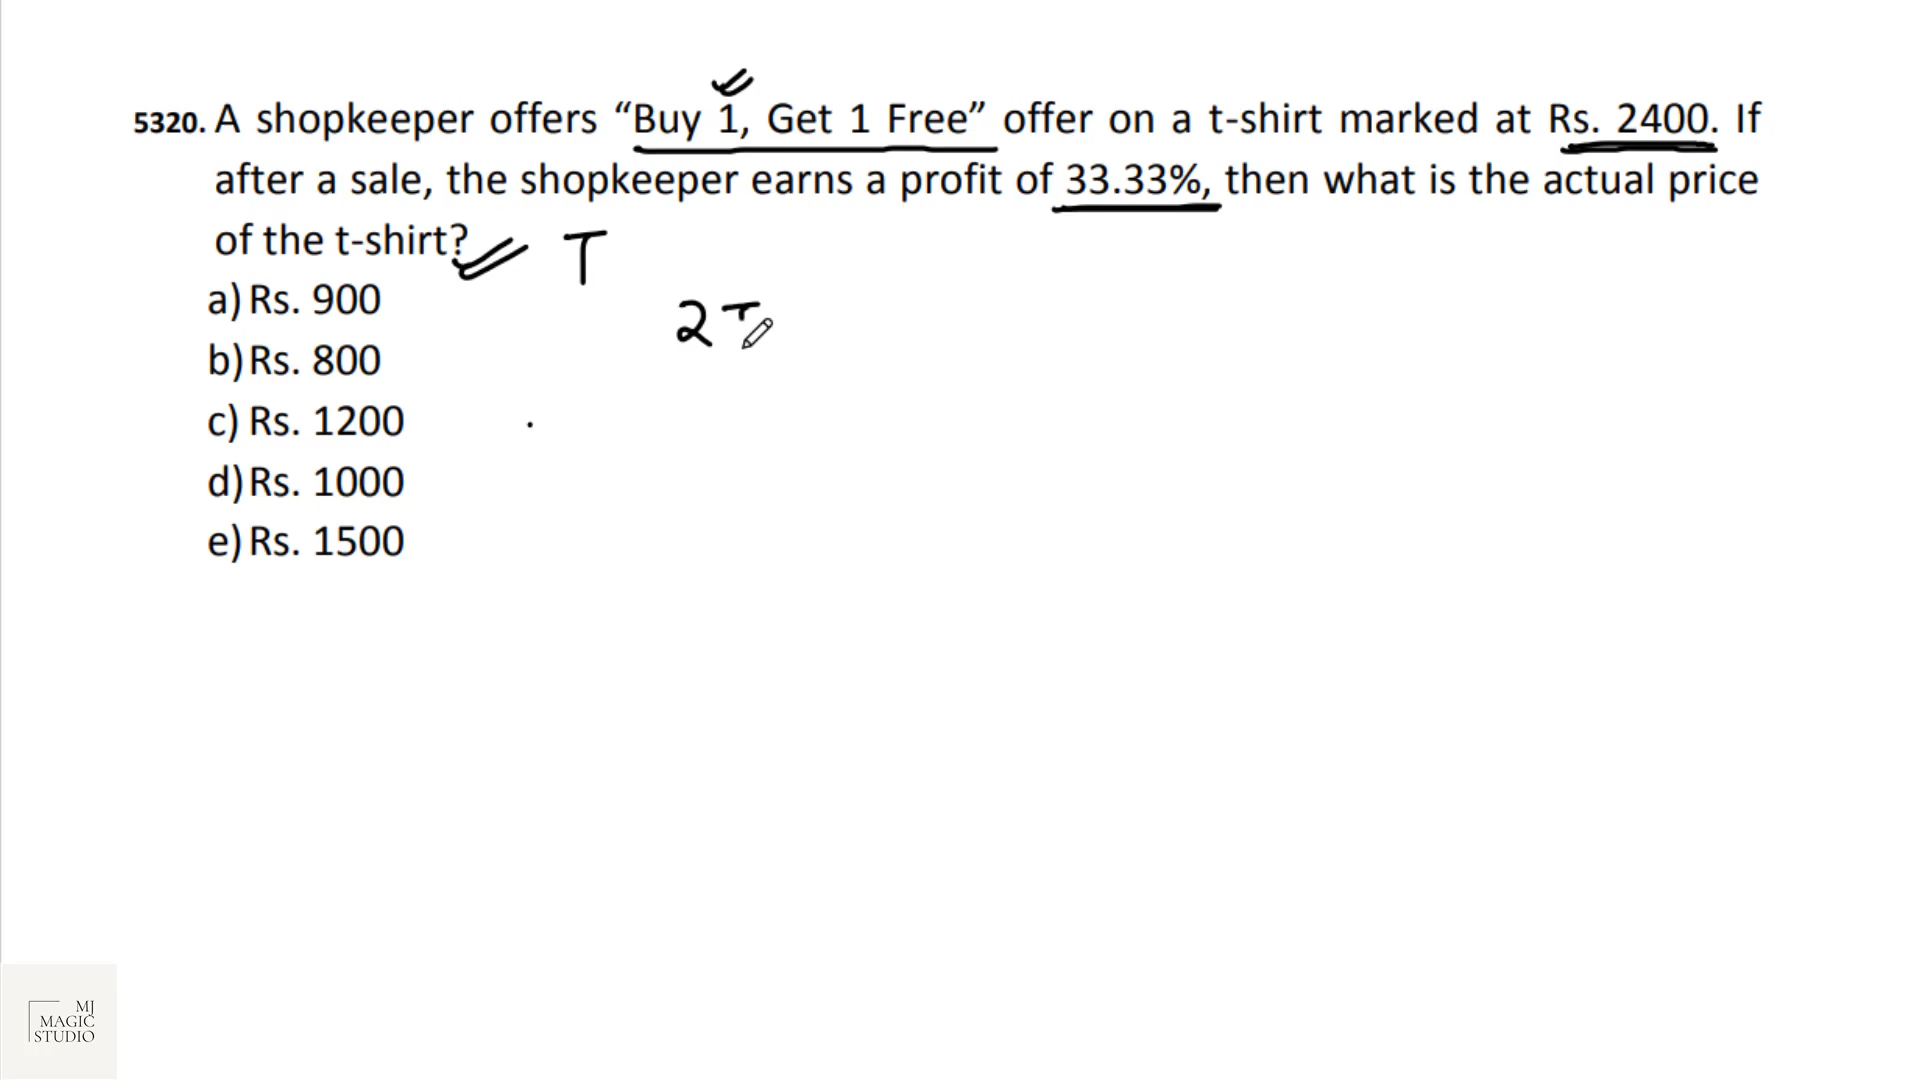 5320. A shopkeeper offers “Buy 1, Get 1 Free” offer on a t-shirt marked at Rs. 2400. If
after a sale, the shopkeeper earns a profit of 33.33%, then what is the actual price
of the t-shirt?
T
a) Rs. 900
2T
b) Rs. 800
c) Rs. 1200
d) Rs. 1000
e) Rs. 1500
MJ
MAGIC
STUDIO